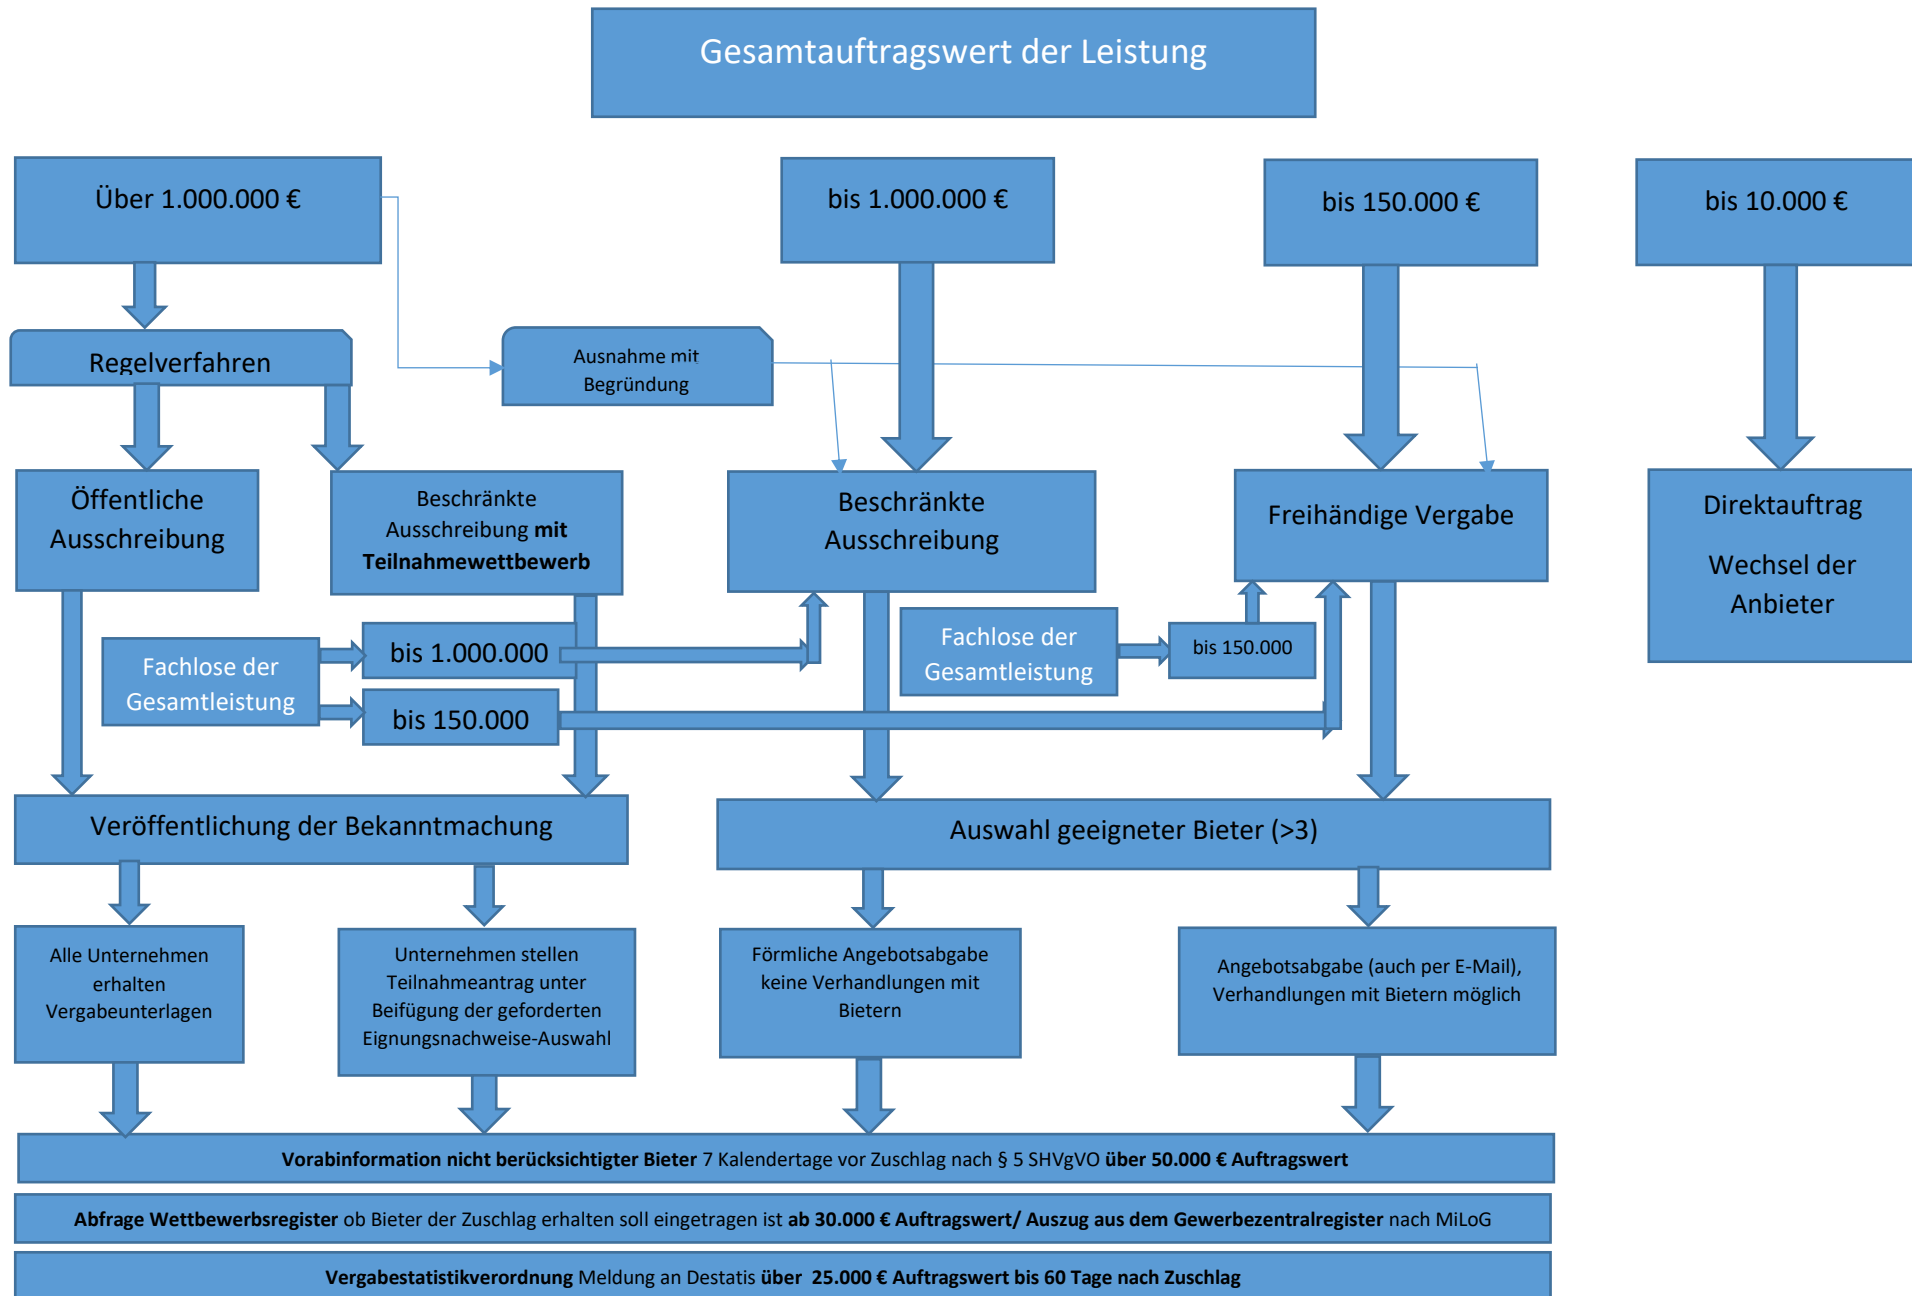 Gesamtauftragswert der Leistung
Über 1.000.000 €
bis 1.000.000 €
bis 150.000 €
bis 10.000 €
Regelverfahren
Ausnahme mit
Begründung
Öffentliche
Ausschreibung
Beschränkte
Ausschreibung mit
Teilnahmewettbewerb
Beschränkte
Ausschreibung
Freihändige Vergabe
Direktauftrag
Wechsel der
Anbieter
Fachlose der
Gesamtleistung
bis 1.000.000
bis 150.000
Fachlose der
Gesamtleistung
bis 150.000
Veröffentlichung der Bekanntmachung
Auswahl geeigneter Bieter (>3)
Alle Unternehmen
erhalten
Vergabeunterlagen
Unternehmen stellen
Teilnahmeantrag unter
Beifügung der geforderten
Eignungsnachweise-Auswahl
Förmliche Angebotsabgabe
keine Verhandlungen mit
Bietern
Angebotsabgabe (auch per E-Mail),
Verhandlungen mit Bietern möglich
Vorabinformation nicht berücksichtigter Bieter 7 Kalendertage vor Zuschlag nach § 5 SHVgVO über 50.000 € Auftragswert
Abfrage Wettbewerbsregister ob Bieter der Zuschlag erhalten soll eingetragen ist ab 30.000 € Auftragswert/ Auszug aus dem Gewerbezentralregister nach MiLoG
Vergabestatistikverordnung Meldung an Destatis über 25.000 € Auftragswert bis 60 Tage nach Zuschlag